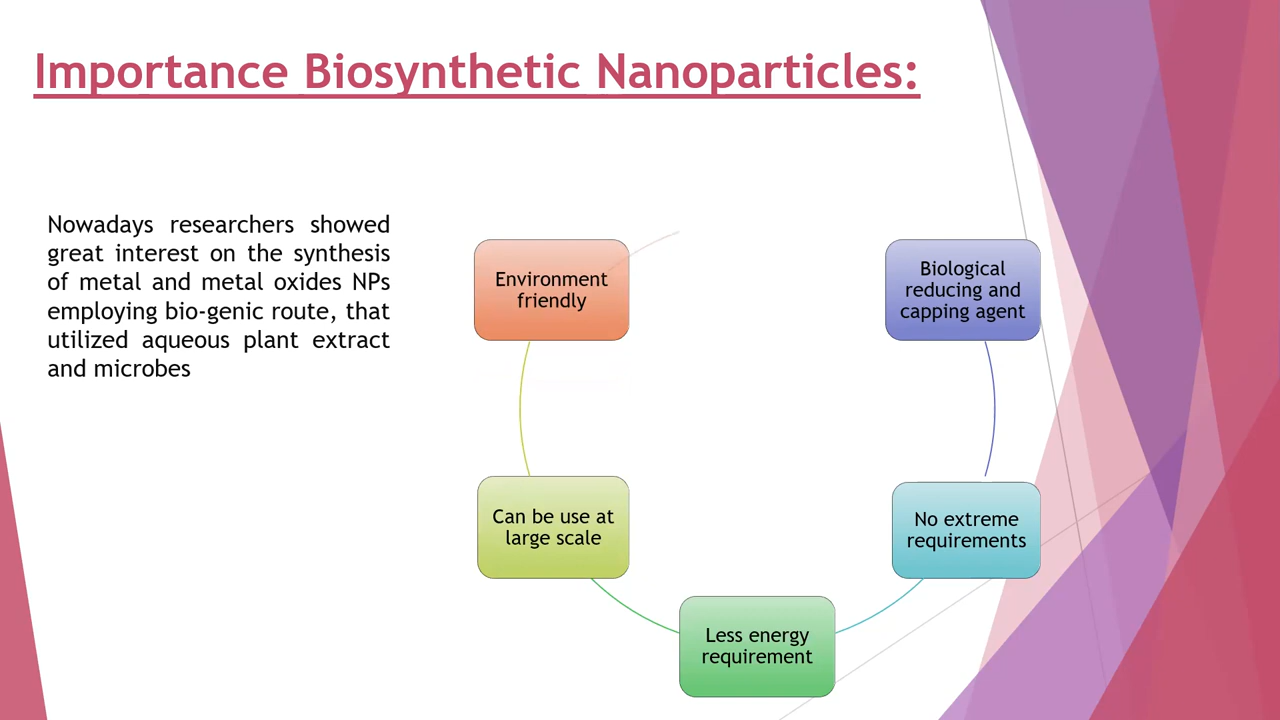 Importance Biosynthetic Nanoparticles:
Nowadays researchers showed
great interest on the synthesis
of metal and metal oxides NPs
employing bio-genic route, that
utilized aqueous plant extract
and microbes
Environment
friendly
Biological
reducing and
capping agent
Can be use at
large scale
No extreme
requirements
Less energy
requirement